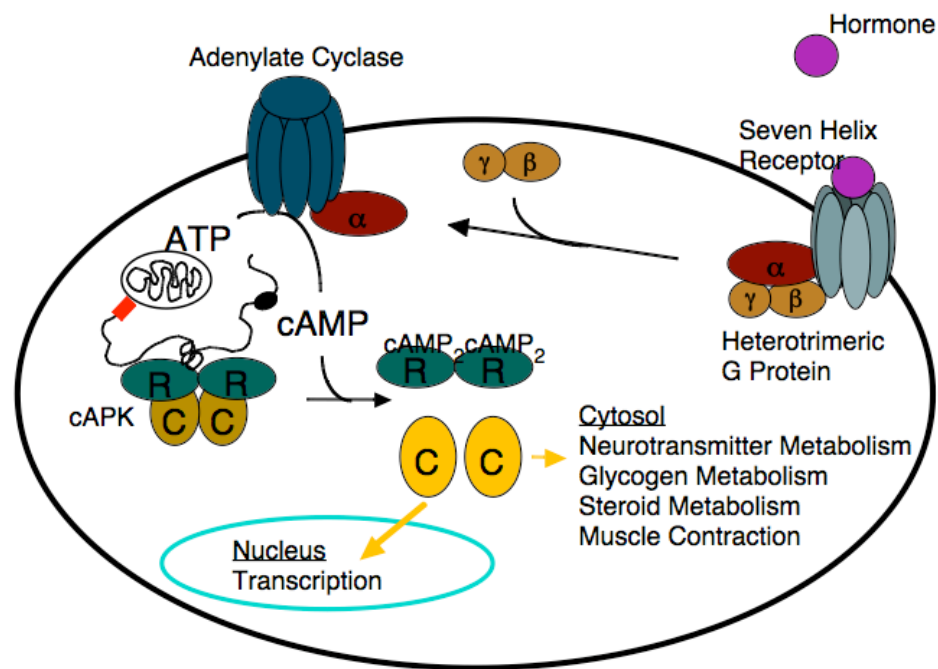 Hormone
Adenylate Cyclase
Seven Helix
Receptor
γ β
α
α
γ β
ATP
cAMP
cAMP₂cAMP₂
R R
Heterotrimeric
G Protein
R R
cAPK
C C
C C
Cytosol
Neurotransmitter Metabolism
Glycogen Metabolism
Steroid Metabolism
Muscle Contraction
Nucleus
Transcription